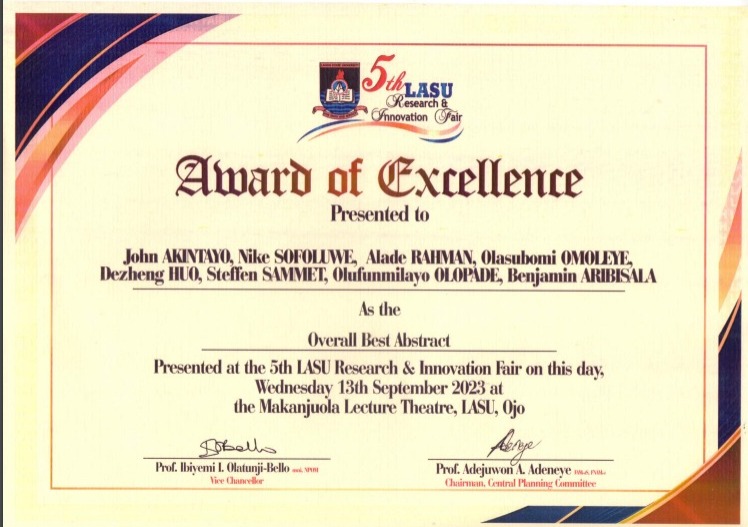 5th LASU
Research &
Innovation Fair
Award of Excellence
Presented to
John AKINTAYO, Nike SOFOLUWE, Alade RAHMAN, Olasubomi OMOLEYE,
Dezheng HUO, Steffen SAMMET, Olufunmilayo OLOPADE, Benjamin ARIBISALA
As the
Overall Best Abstract
Presented at the 5th LASU Research & Innovation Fair on this day,
Wednesday 13th September 2023 at
the Makanjuola Lecture Theatre, LASU, Ojo
Prof. Ibiyemi I. Olatunji-Bello mni, NPOM
Vice Chancellor
Prof. Adejuwon A. Adeneye
Chairman, Central Planning Committee